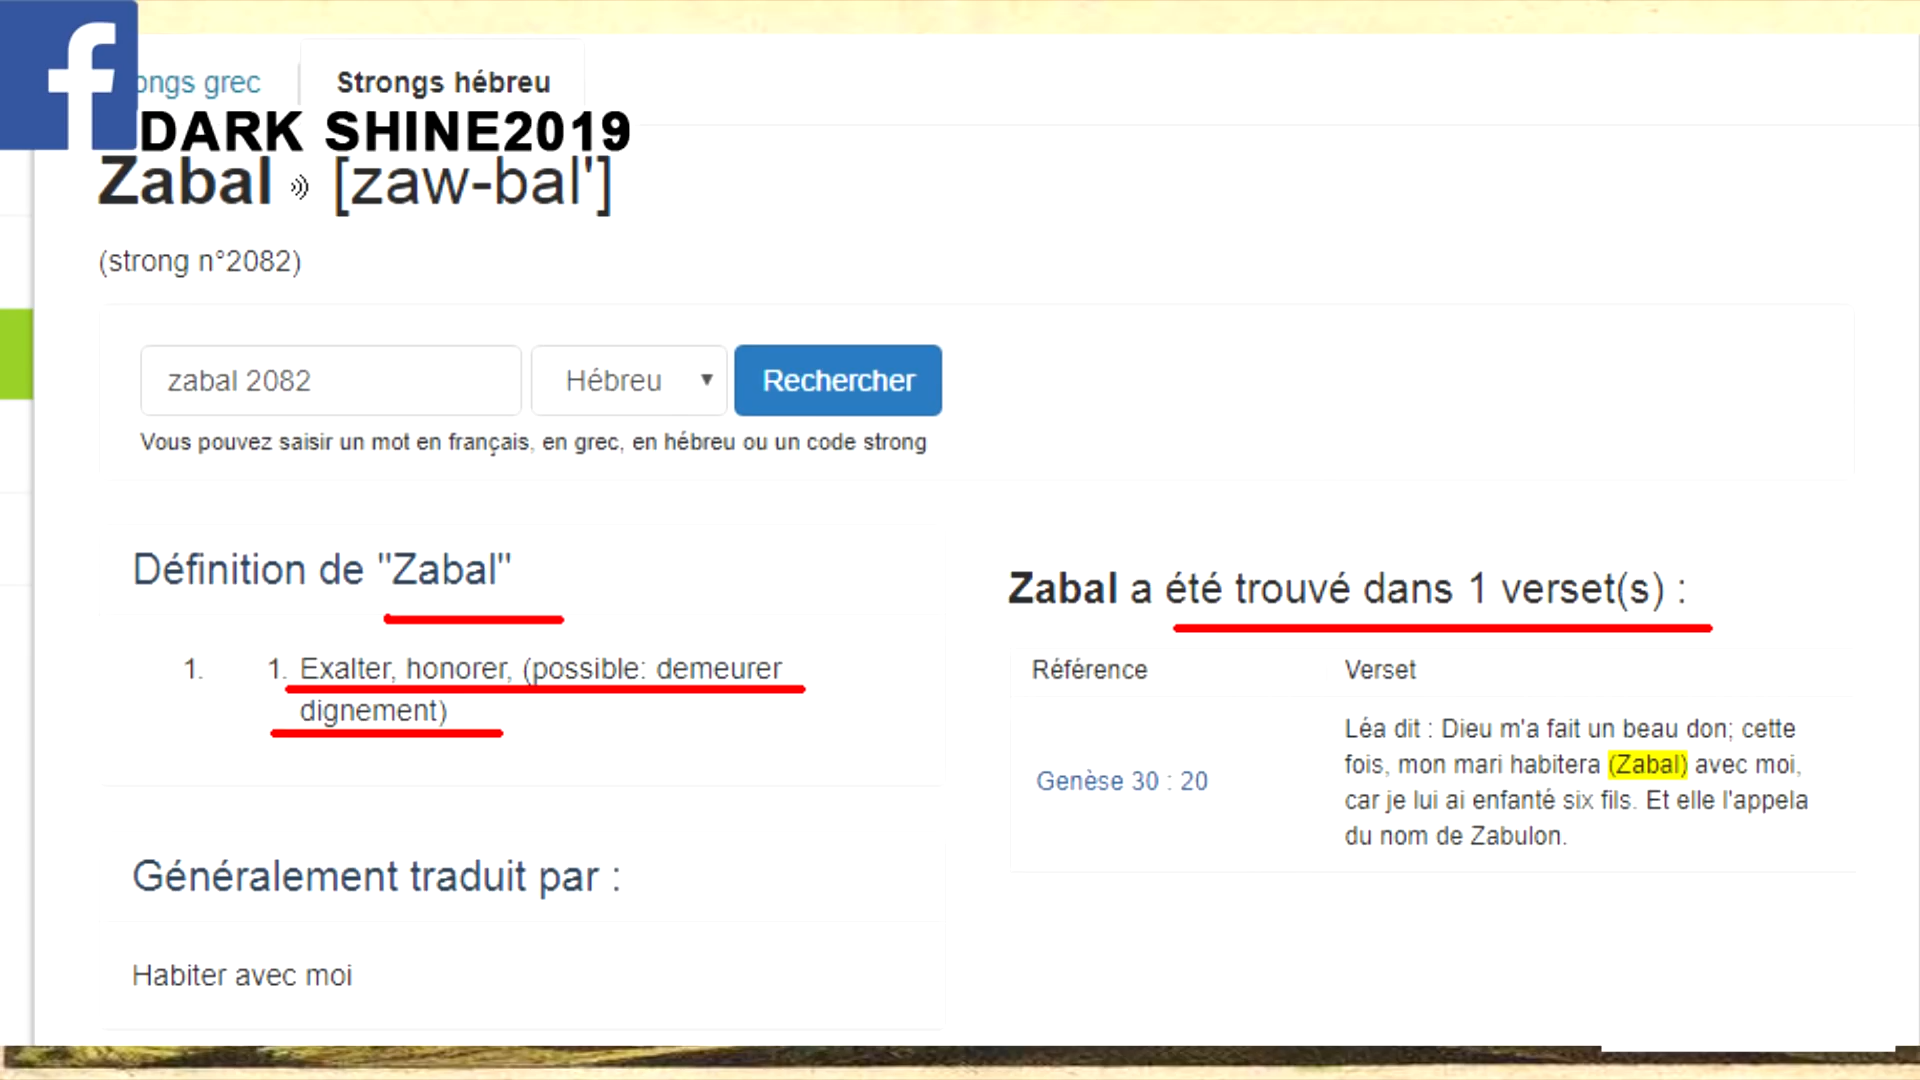 ongs grec
Strongs hébreu
DARK SHINE2019
Zabal [zaw-bal']
(strong n°2082)
zabal 2082
Hébreu
Rechercher
Vous pouvez saisir un mot en français, en grec, en hébreu ou un code strong
Définition de "Zabal"
1. 1. Exalter, honorer, (possible: demeurer
dignement)
Généralement traduit par :
Habiter avec moi
Zabal a été trouvé dans 1 verset(s) :
Référence Verset
Genèse 30 : 20
Léa dit : Dieu m'a fait un beau don; cette
fois, mon mari habitera (Zabal) avec moi,
car je lui ai enfanté six fils. Et elle l'appela
du nom de Zabulon.